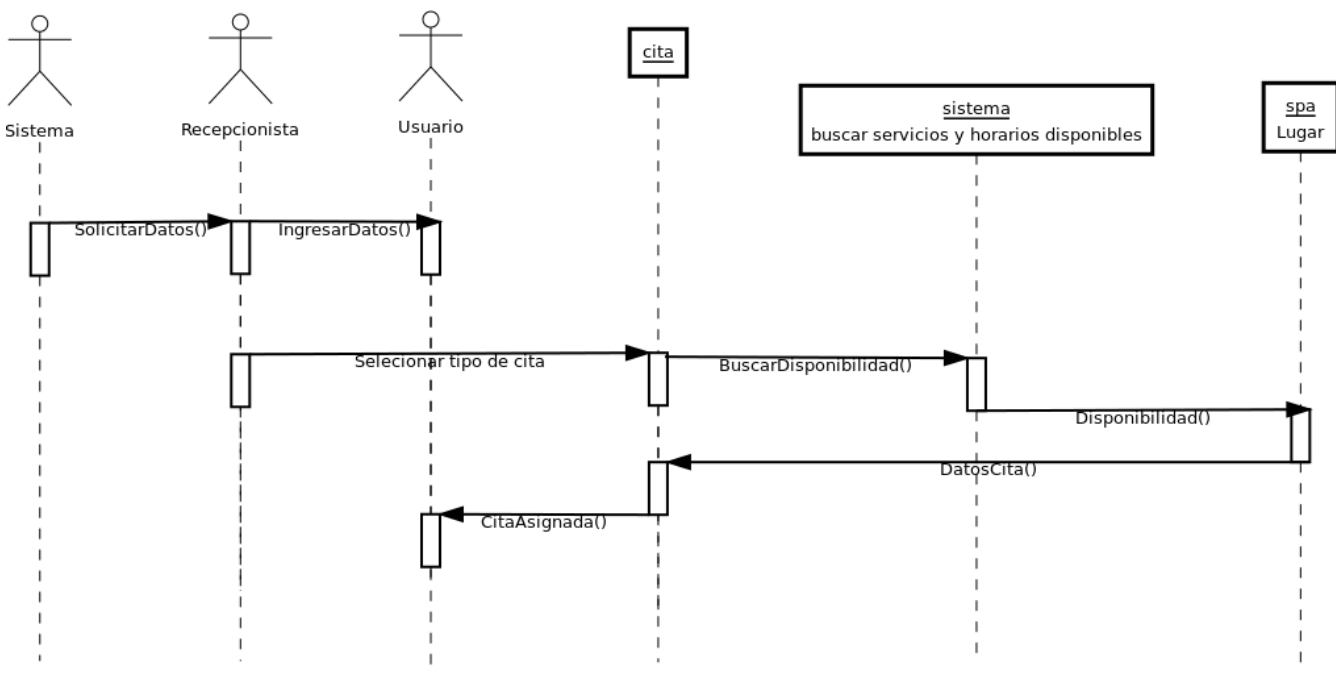 cita
sistema
buscar servicios y horarios disponibles
spa
Lugar
Sistema
Recepcionista
Usuario
SolicitarDatos()
IngresarDatos()
Selecionar tipo de cita
BuscarDisponibilidad()
Disponibilidad()
DatosCita()
CitaAsignada()